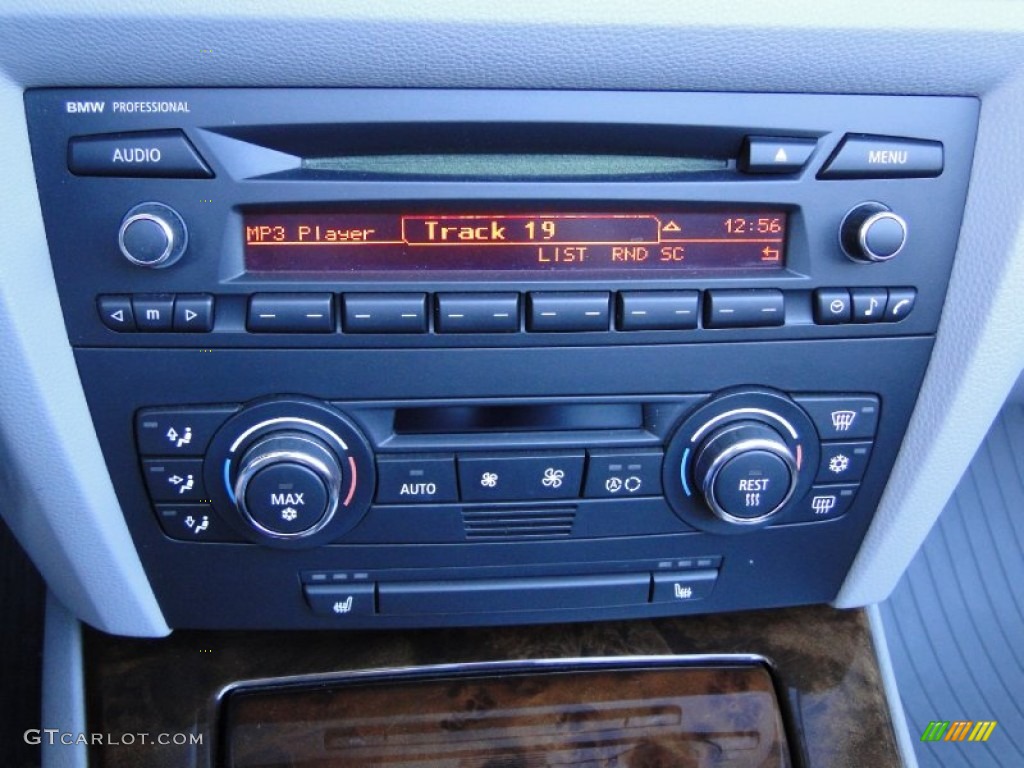 BMW PROFESSIONAL
AUDIO
MENU
MP3 Player Track 19 12:56
LIST RND SC
m
MAX
AUTO
A
REST
GTCARLOT.COM